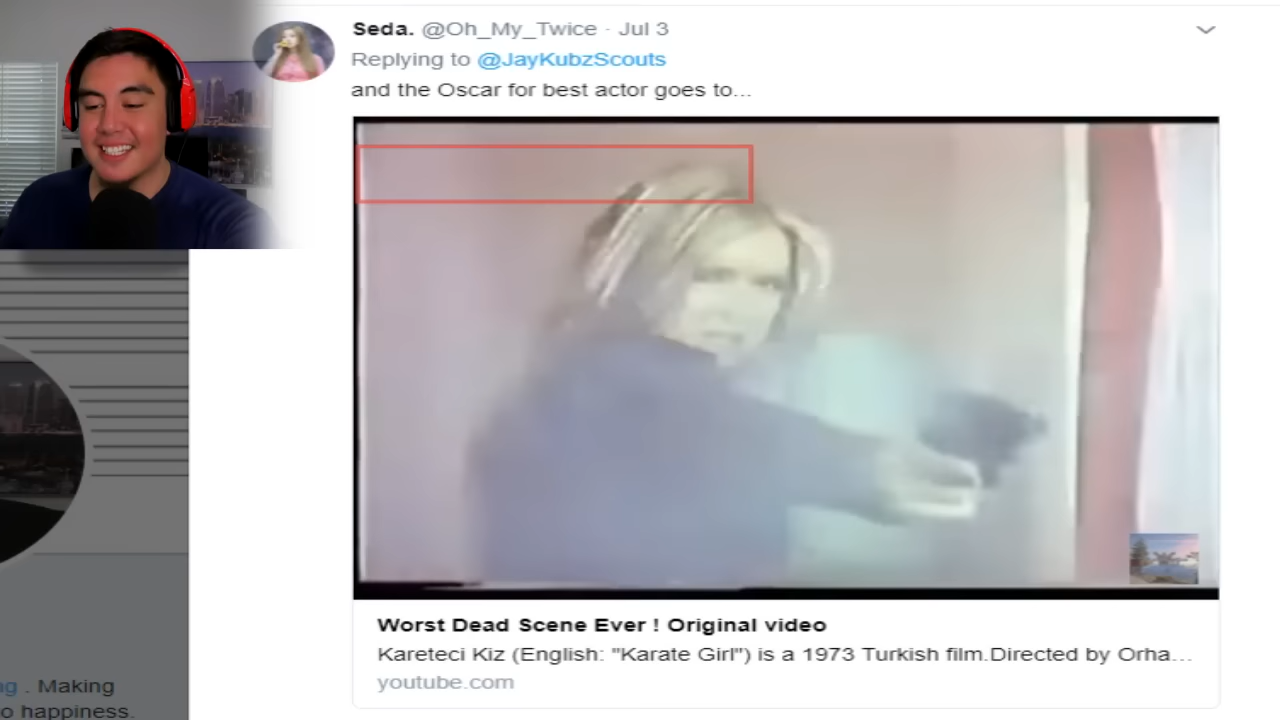 Seda. @Oh_My_Twice · Jul 3
Replying to @JayKubzScouts
and the Oscar for best actor goes to...
Worst Dead Scene Ever ! Original video
Kareteci Kiz (English: "Karate Girl") is a 1973 Turkish film.Directed by Orha...
youtube.com
. Making
o happiness.